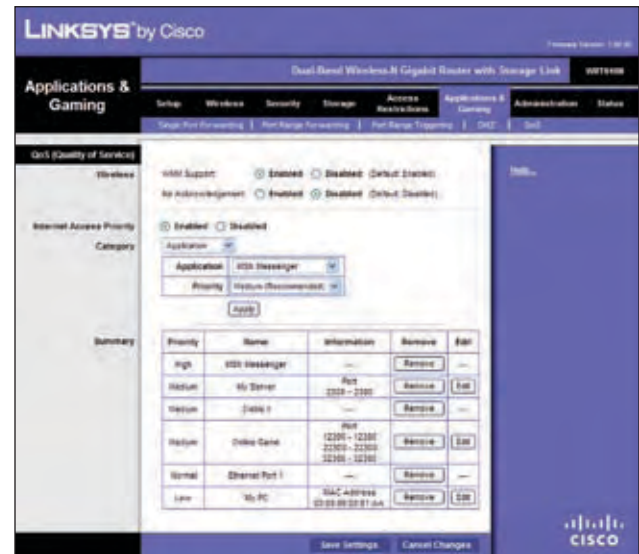 LINKSYS® by Cisco
Firmware Version:
Dual-Band Wireless-N Gigabit Router with Storage Link WRT610N
Applications & Gaming
Setup Wireless Security Storage Access Restrictions Applications & Gaming Administration Status
Single Port Forwarding | Port Range Forwarding | Port Range Triggering | DMZ | QoS
QoS (Quality of Service)
Wireless
WMM Support: Enabled Disabled (Default: Enabled)
No Acknowledgement: Enabled Disabled (Default: Disabled)
Help...
Internet Access Priority Enabled Disabled
Category Application
Application MSN Messenger
Priority Medium (Recommended)
Apply
Summary
Priority Name Information Remove Edit
High MSN Messenger --- Remove ---
Medium My Server Port Remove Edit
Medium --- Remove ---
Medium Online Game Port Remove Edit
Normal Ethernet Port 1 --- Remove ---
Low My PC MAC Address Remove Edit
Save Settings Cancel Changes
CISCO